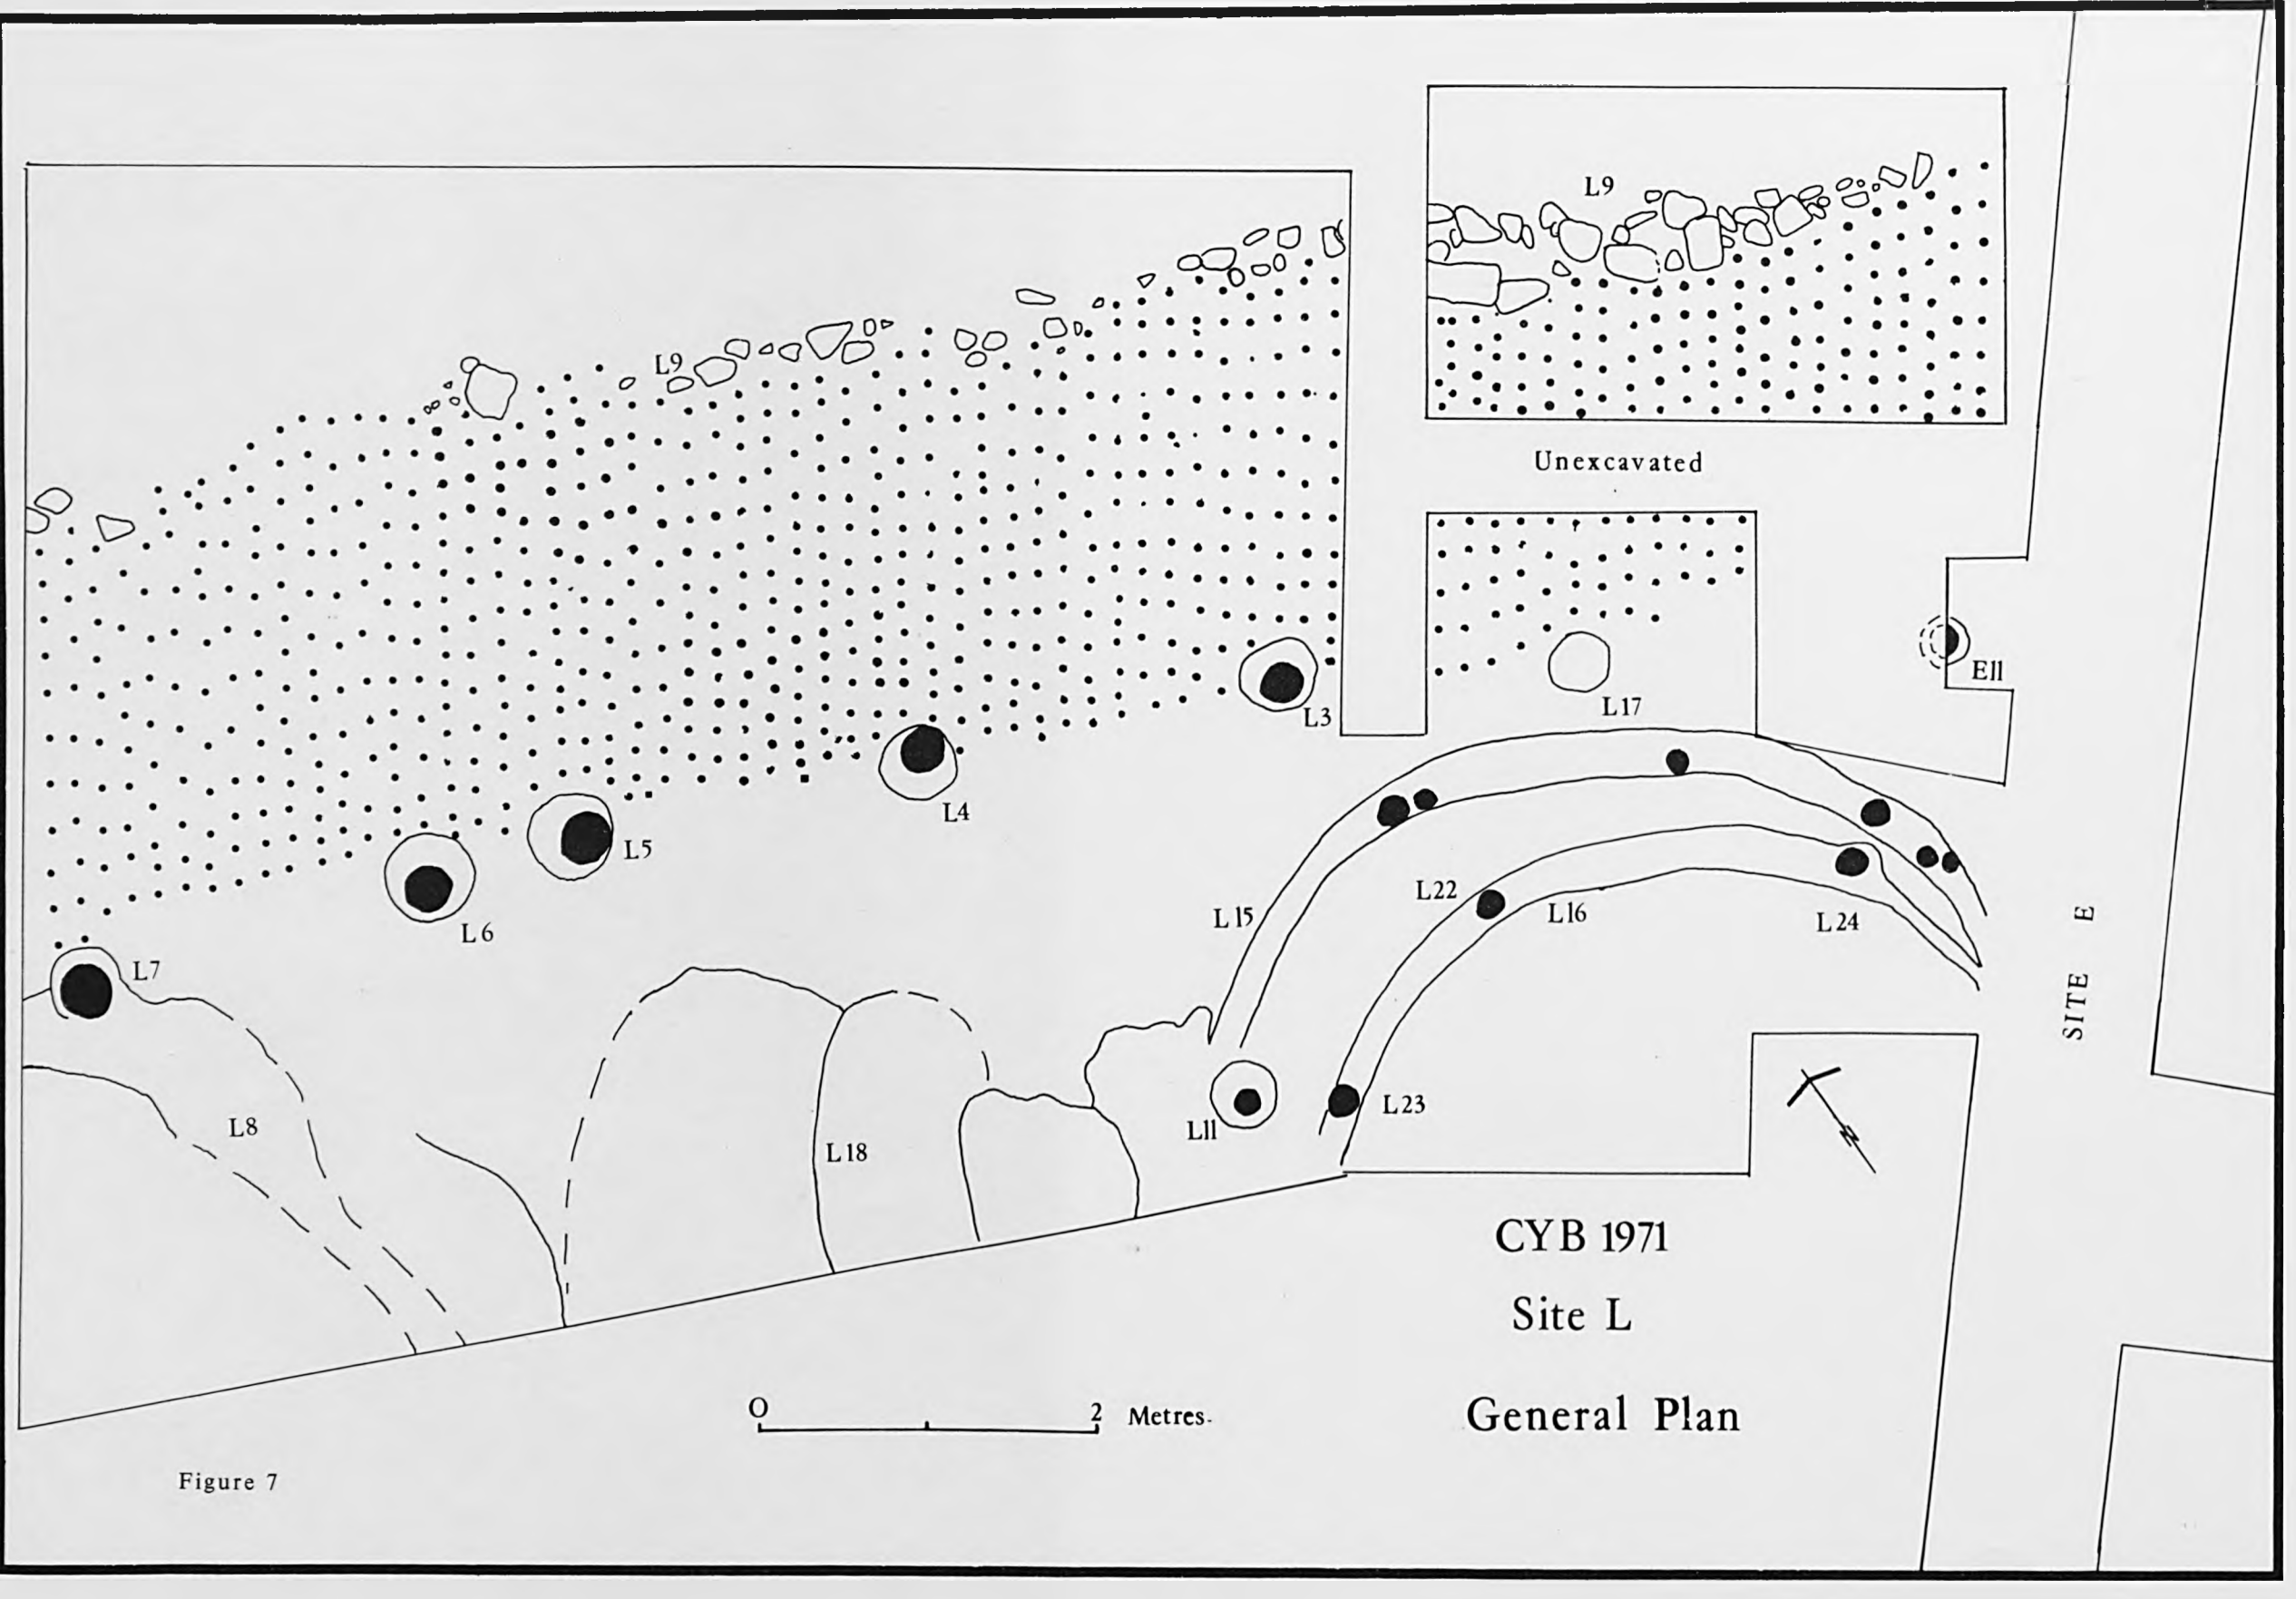 L9
L9
Unexcavated
E11
L17
L3
L4
L5
L6
L7
L22
L15
L16
L24
SITE E
L8
L18
L11
L23
N
CYB 1971
Site L
General Plan
0 2 Metres
Figure 7